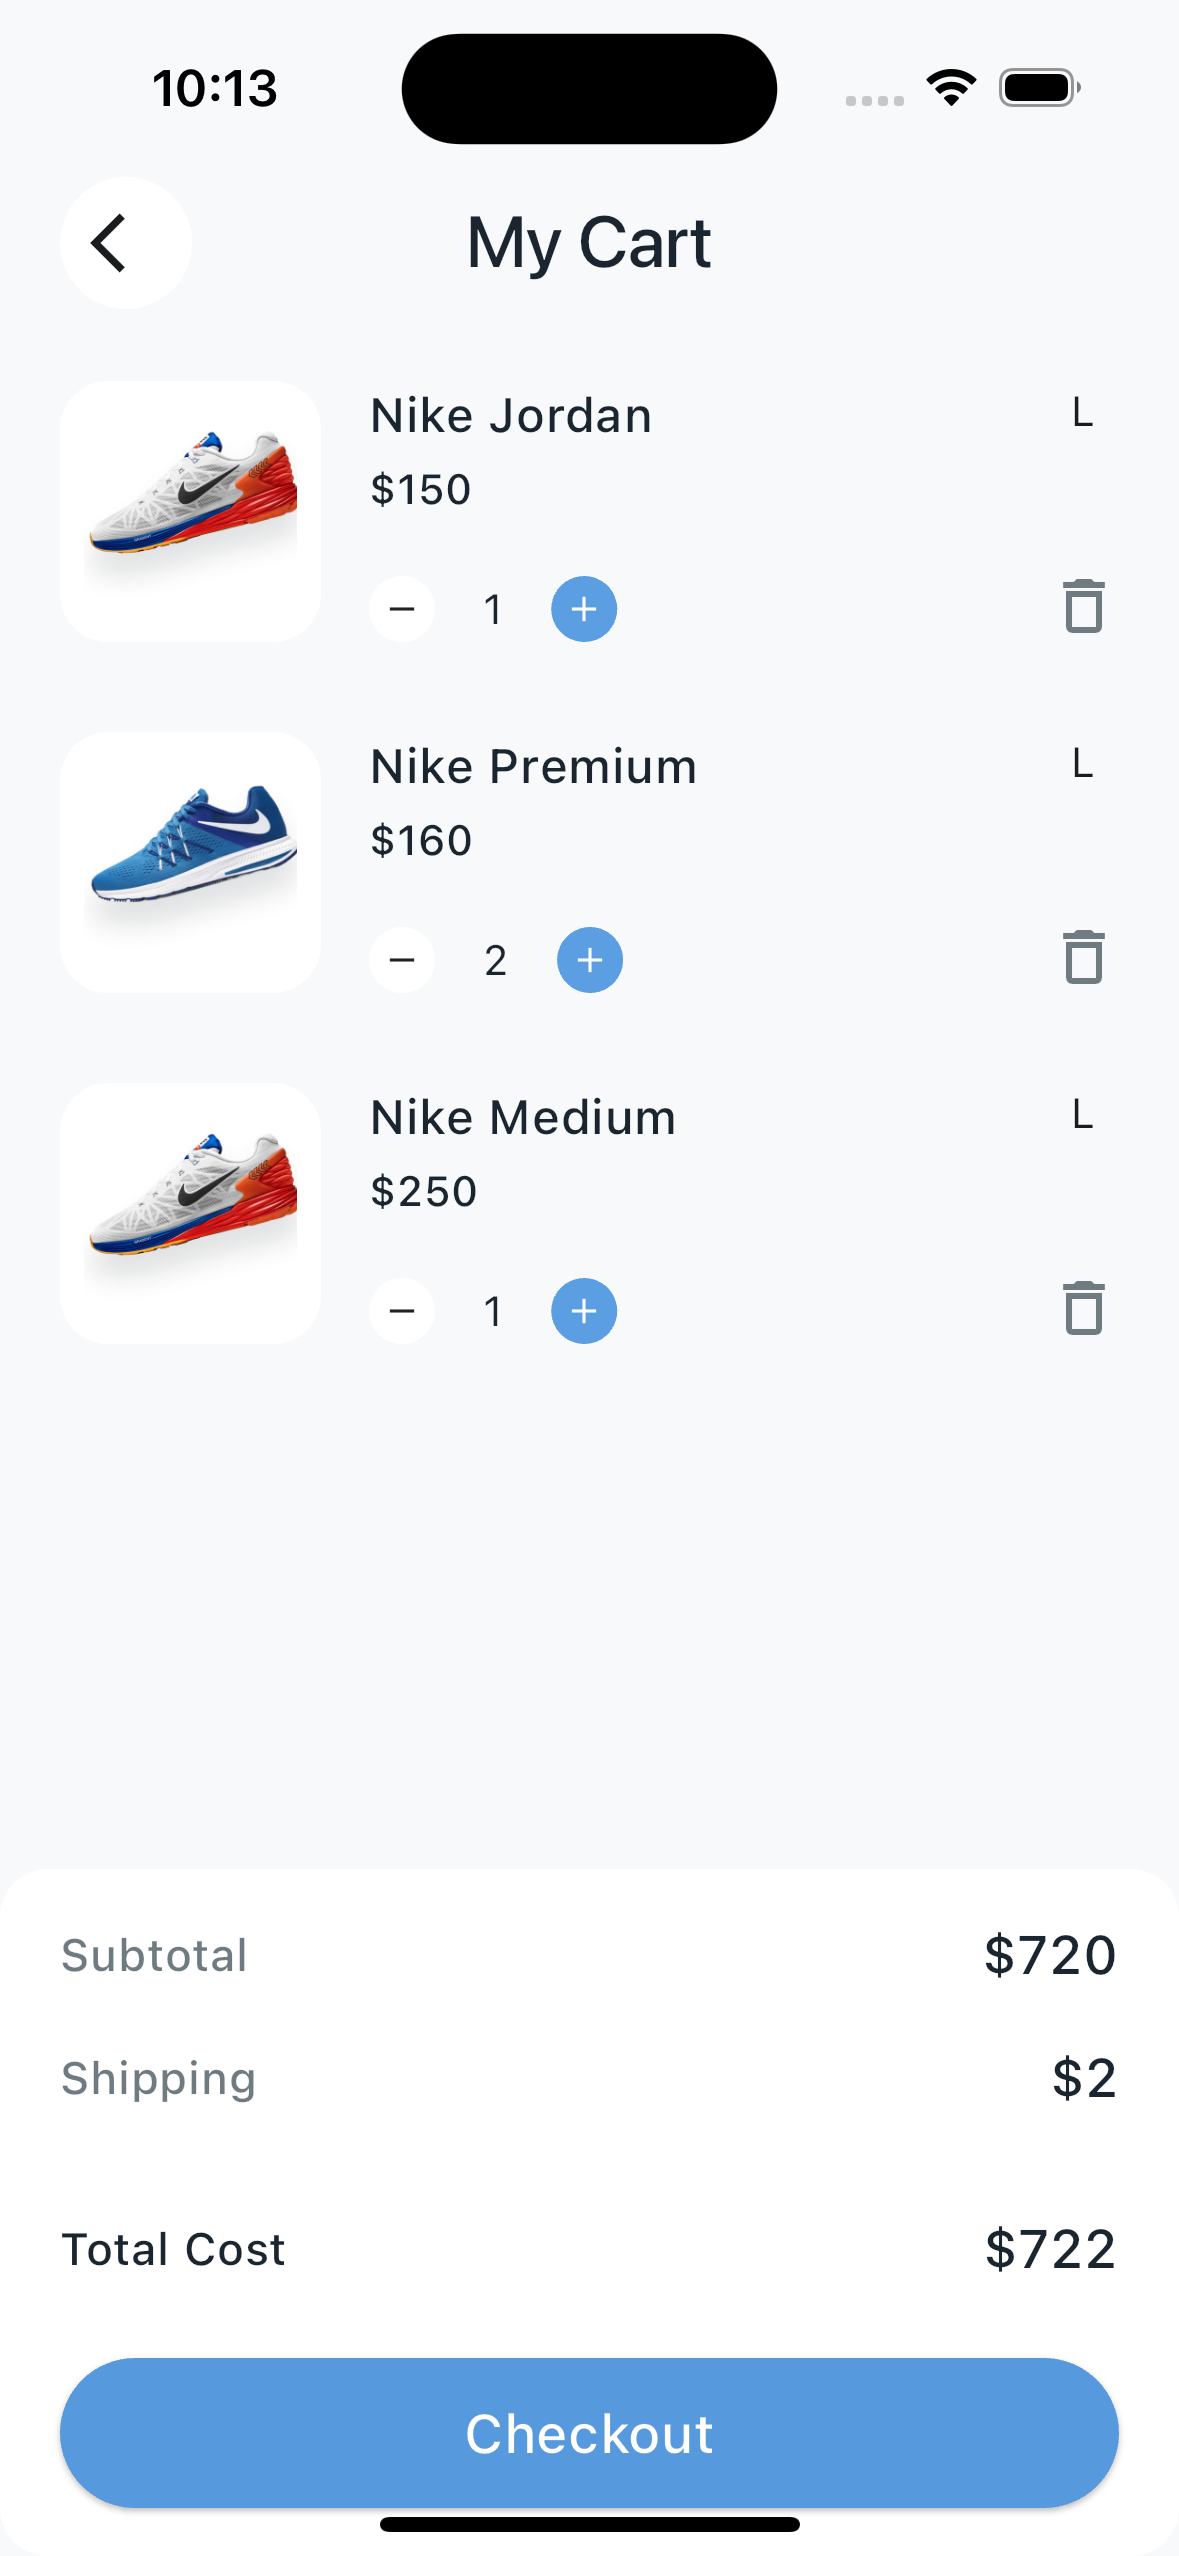 10:13
My Cart
Nike Jordan
L
$150
1
Nike Premium
L
$160
2
Nike Medium
L
$250
1
Subtotal
$720
Shipping
$2
Total Cost
$722
Checkout